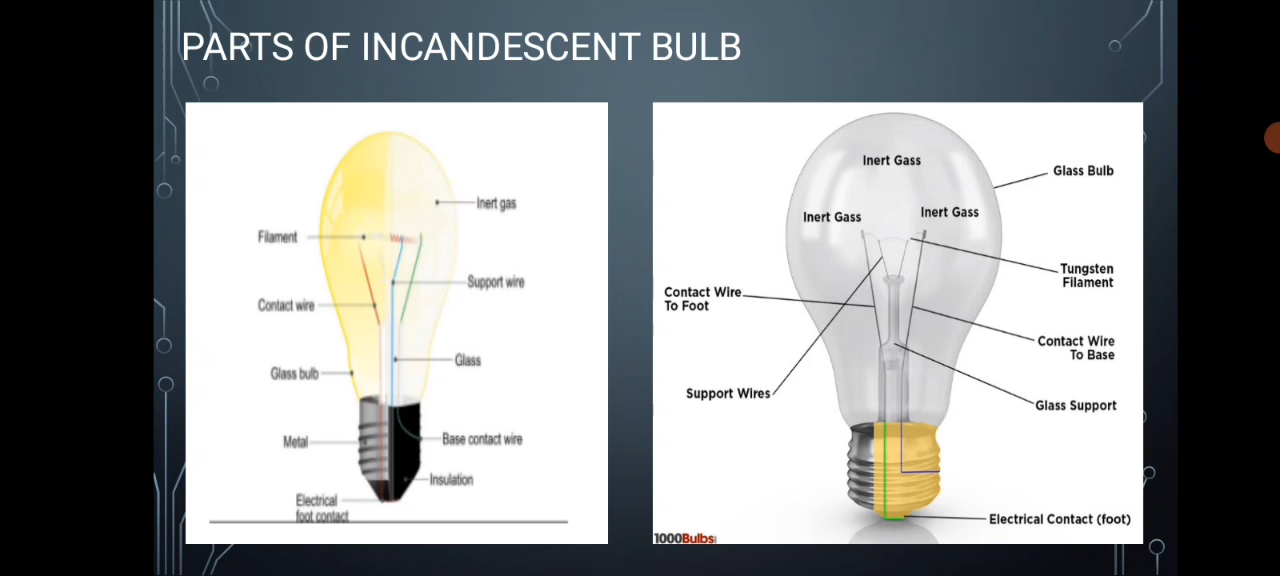 PARTS OF INCANDESCENT BULB
Inert gas
Filament
Support wire
Contact wire
Glass
Glass bulb
Metal
Base contact wire
Insulation
Electrical
foot contact
Inert Gass
Glass Bulb
Inert Gass
Inert Gass
Tungsten
Filament
Contact Wire
To Foot
Contact Wire
To Base
Support Wires
Glass Support
Electrical Contact (foot)
1000Bulbs